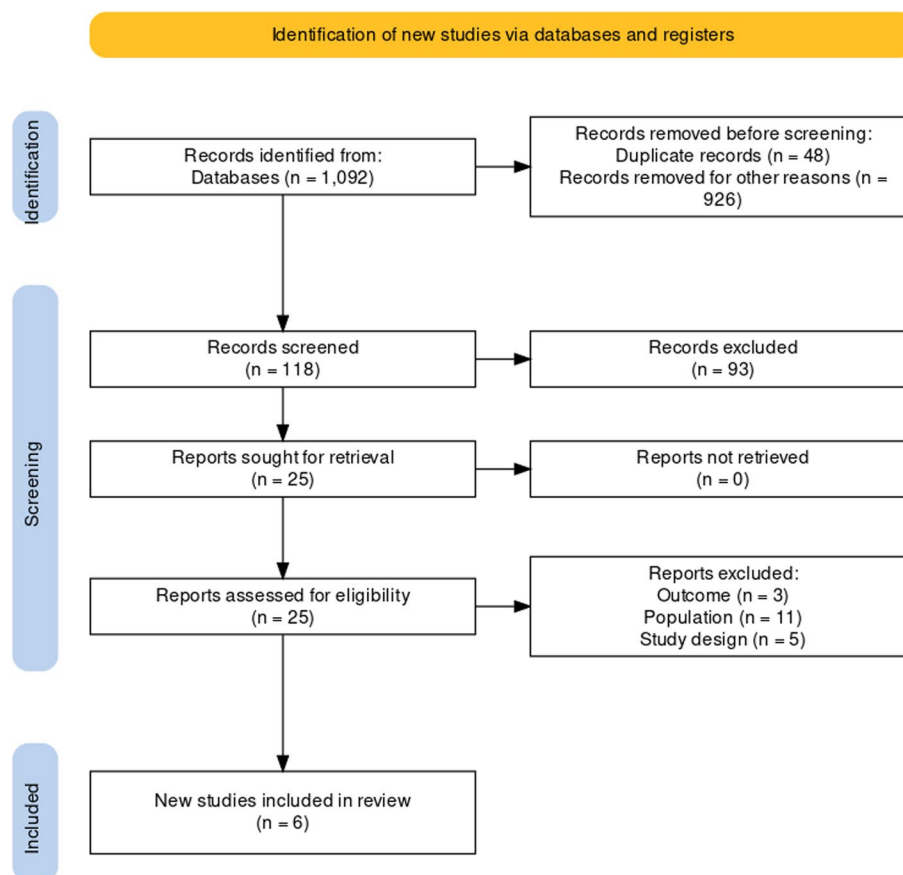 Identification of new studies via databases and registers
Identification
Records identified from:
Databases (n = 1,092)
Records removed before screening:
Duplicate records (n = 48)
Records removed for other reasons (n =
926)
Screening
Records screened
(n = 118)
Records excluded
(n = 93)
Reports sought for retrieval
(n = 25)
Reports not retrieved
(n = 0)
Reports assessed for eligibility
(n = 25)
Reports excluded:
Outcome (n = 3)
Population (n = 11)
Study design (n = 5)
Included
New studies included in review
(n = 6)